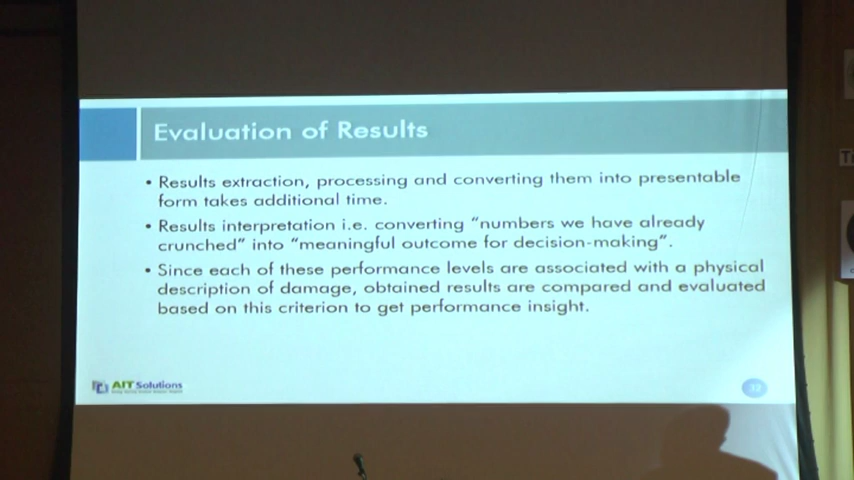 Evaluation of Results
• Results extraction, processing and converting them into presentable
form takes additional time.
• Results interpretation i.e. converting “numbers we have already
crunched” into “meaningful outcome for decision-making”.
• Since each of these performance levels are associated with a physical
description of damage, obtained results are compared and evaluated
based on this criterion to get performance insight.
AIT Solutions